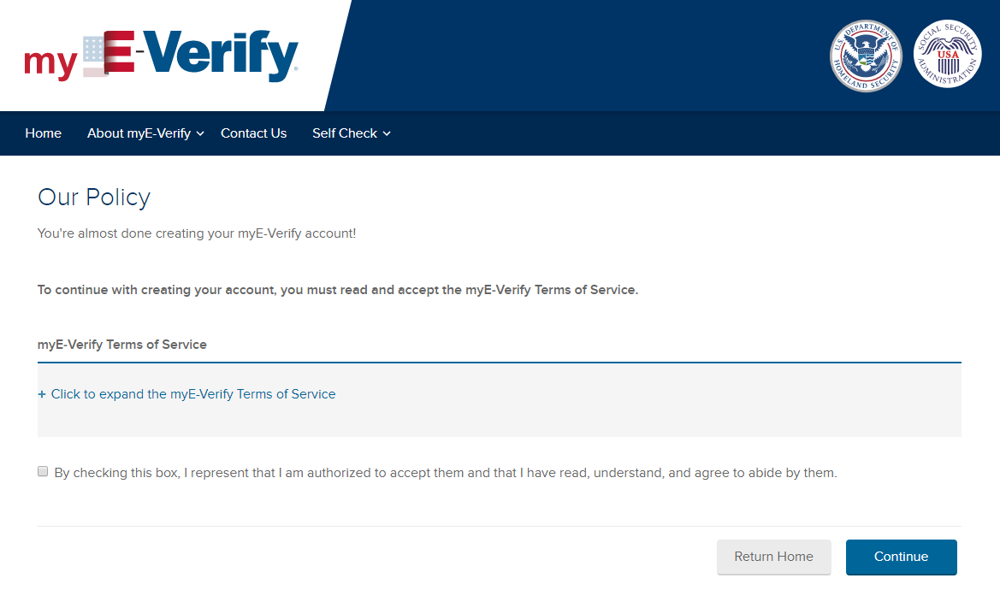 my E-Verify®
U.S. DEPARTMENT OF HOMELAND SECURITY
SOCIAL SECURITY ADMINISTRATION
USA
Home About myE-Verify Contact Us Self Check
Our Policy
You're almost done creating your myE-Verify account!
To continue with creating your account, you must read and accept the myE-Verify Terms of Service.
myE-Verify Terms of Service
+ Click to expand the myE-Verify Terms of Service
By checking this box, I represent that I am authorized to accept them and that I have read, understand, and agree to abide by them.
Return Home Continue